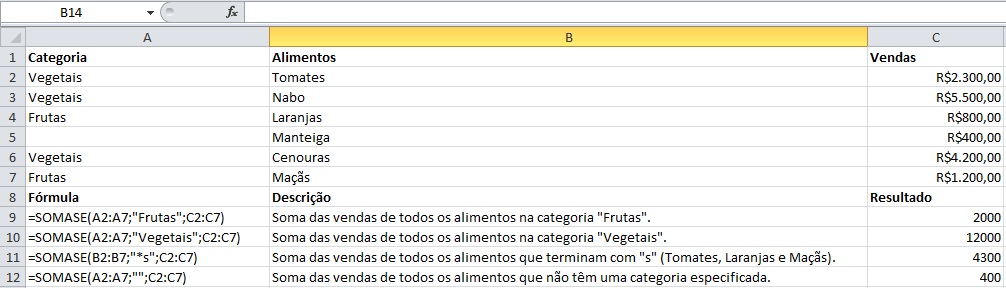 B14 fx
A B C
1 Categoria Alimentos Vendas
2 Vegetais Tomates R$2.300,00
3 Vegetais Nabo R$5.500,00
4 Frutas Laranjas R$800,00
5 Manteiga R$400,00
6 Vegetais Cenouras R$4.200,00
7 Frutas Maçãs R$1.200,00
8 Fórmula Descrição Resultado
9 =SOMASE(A2:A7;"Frutas";C2:C7) Soma das vendas de todos os alimentos na categoria "Frutas". 2000
10 =SOMASE(A2:A7;"Vegetais";C2:C7) Soma das vendas de todos os alimentos na categoria "Vegetais". 12000
11 =SOMASE(B2:B7;"*s";C2:C7) Soma das vendas de todos os alimentos que terminam com "s" (Tomates, Laranjas e Maçãs). 4300
12 =SOMASE(A2:A7;"";C2:C7) Soma das vendas de todos os alimentos que não têm uma categoria especificada. 400